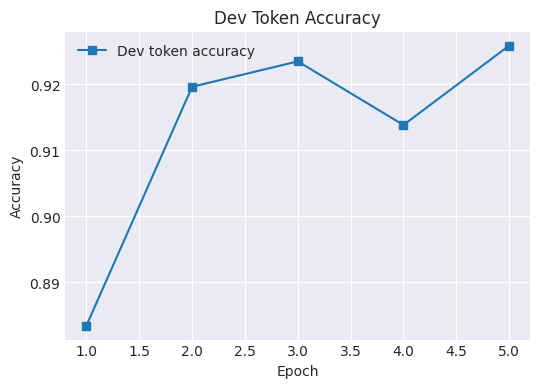 Dev Token Accuracy
Dev token accuracy
Accuracy
0.92
0.91
0.90
0.89
1.0 1.5 2.0 2.5 3.0 3.5 4.0 4.5 5.0
Epoch